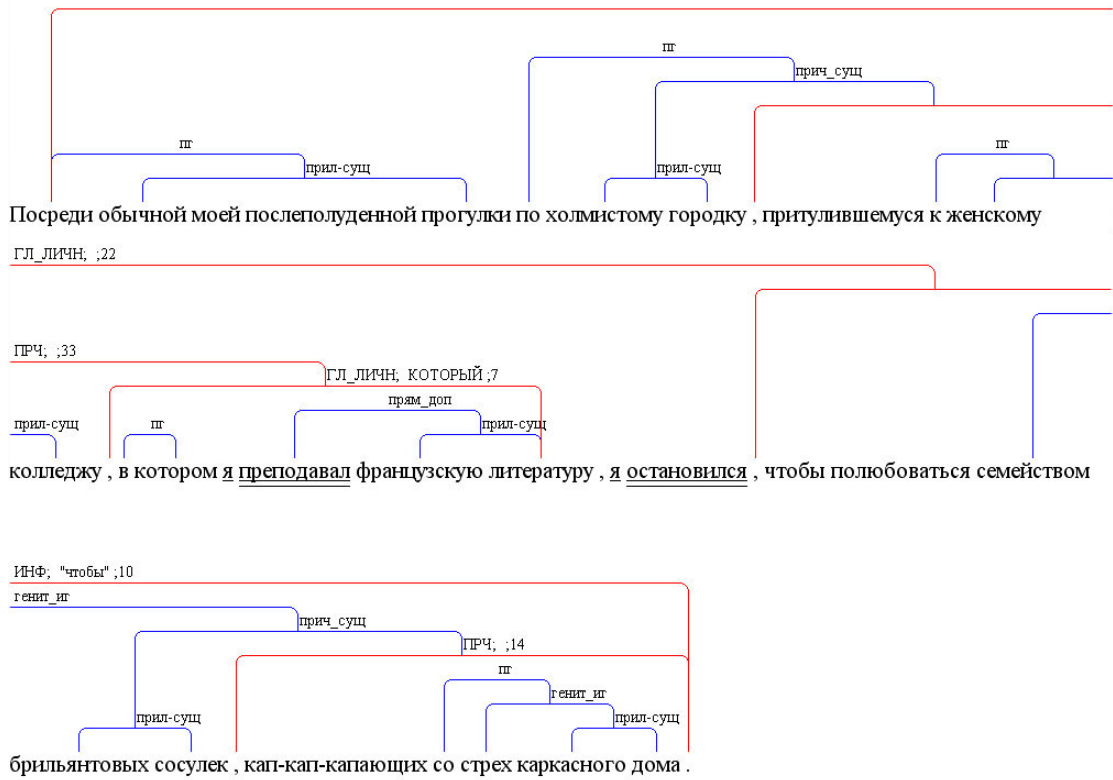 пг
прич_сущ
пг
прил-сущ
прил-сущ
пг
Посреди обычной моей послеполуденной прогулки по холмистому городку , притулившемуся к женскому
ГЛ_ЛИЧН; ;22
ПРЧ; ;33
ГЛ_ЛИЧН; КОТОРЫЙ ;7
прям_доп
прил-сущ
пг
прил-сущ
колледжу , в котором я преподавал французскую литературу , я остановился , чтобы полюбоваться семейством
ИНФ; "чтобы" ;10
генит_иг
прич_сущ
ПРЧ; ;14
пг
генит_иг
прил-сущ
прил-сущ
брильянтовых сосулек , кап-кап-капающих со стрех каркасного дома .